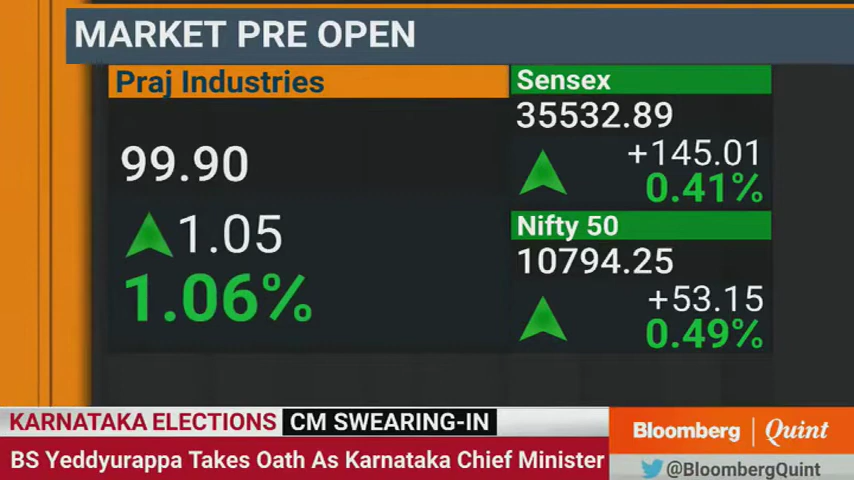 MARKET PRE OPEN
Praj Industries
99.90
1.05
1.06%
Sensex
35532.89
+145.01
0.41%
Nifty 50
10794.25
+53.15
0.49%
KARNATAKA ELECTIONS CM SWEARING-IN
BS Yeddyurappa Takes Oath As Karnataka Chief Minister
Bloomberg | Quint
@BloombergQuint